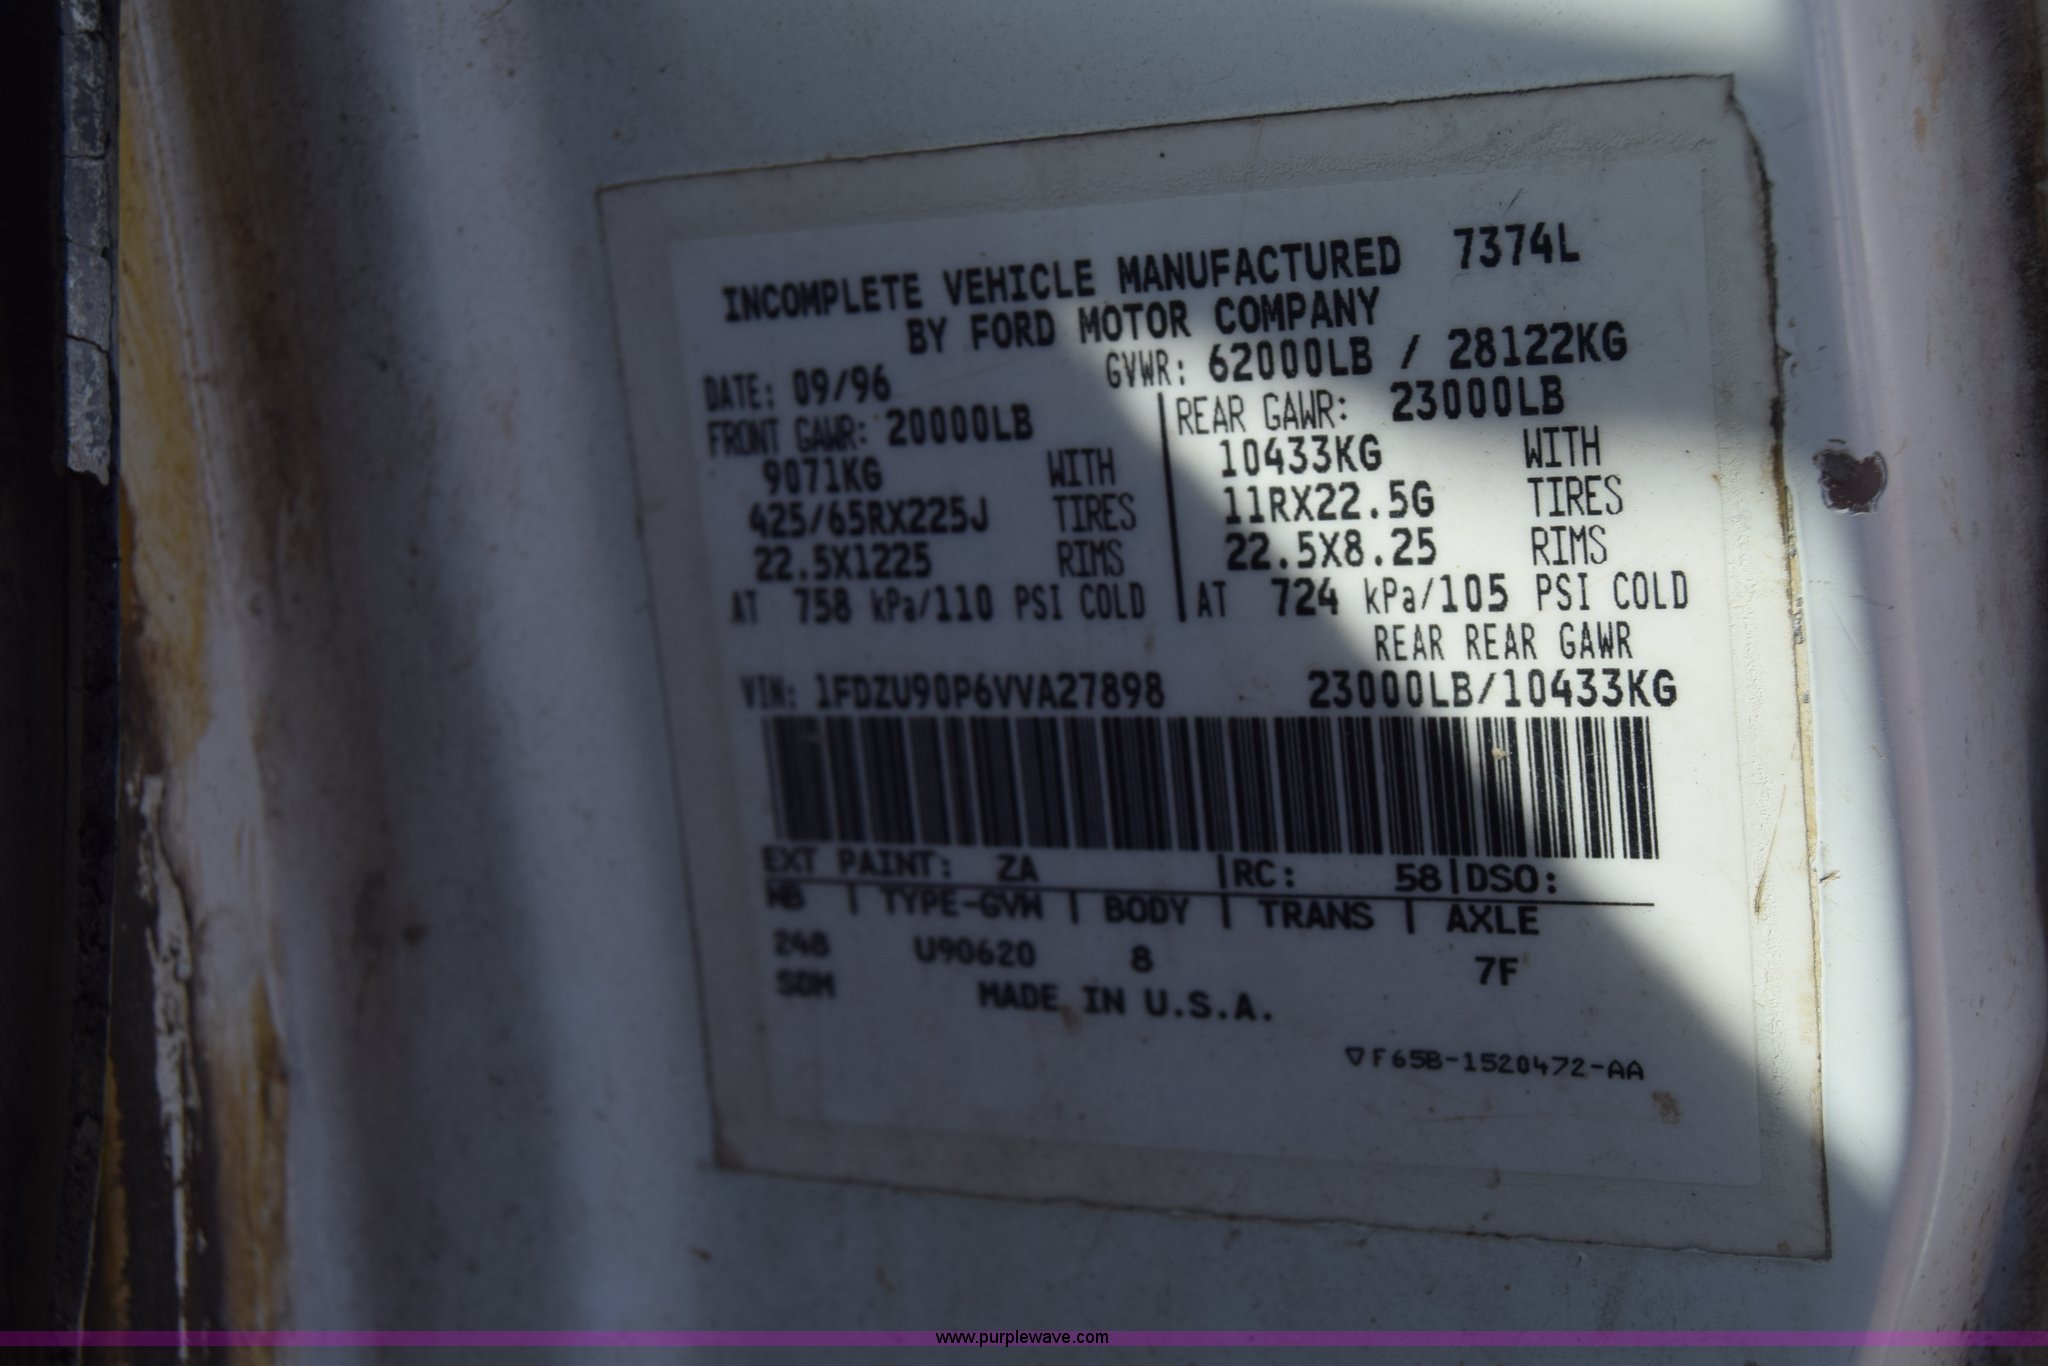 INCOMPLETE VEHICLE MANUFACTURED 7374L
BY FORD MOTOR COMPANY
DATE: 09/96 GVWR: 62000LB / 28122KG
FRONT GAWR: 20000LB REAR GAWR: 23000LB
9071KG WITH 10433KG WITH
425/65RX225J TIRES 11RX22.5G TIRES
22.5X1225 RIMS 22.5X8.25 RIMS
AT 758 kPa/110 PSI COLD AT 724 kPa/105 PSI COLD
REAR REAR GAWR
VIN: 1FDZU90P6VVA27898 23000LB/10433KG
EXT PAINT: ZA |RC: 58|DSO:
WB | TYPE-GVW | BODY | TRANS | AXLE
248 U90620 8 7F
SOM MADE IN U.S.A.
▽F65B-1520472-AA
www.purplewave.com